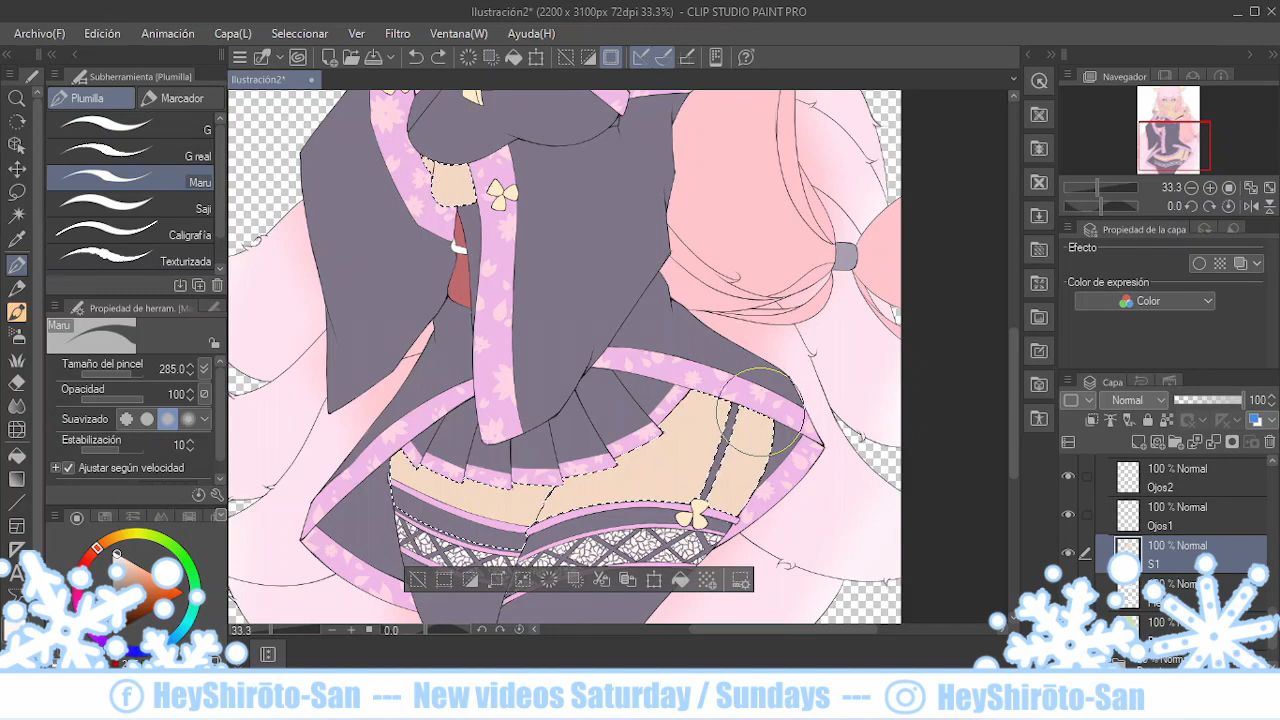 Ilustración2* (2200 x 3100px 72dpi 33.3%)  - CLIP STUDIO PAINT PRO
Archivo(F) Edición Animación Capa(L) Seleccionar Ver Filtro Ventana(W) Ayuda(H)
Subherramienta [Plumilla]
Ilustración2*
Navegador
Plumilla Marcador
G
G real
Maru
Saji
Caligrafía
Texturizada
33.3
0.0
Propiedad de la capa
Efecto
Color de expresión
Color
Propiedad de herram. [Ma
Maru
Tamaño del pincel 285.0
Opacidad 100
Suavizado
Estabilización 10
Ajustar según velocidad
Capa
Normal 100
100 % Normal
Ojos2
100 % Normal
Ojos1
100 % Normal
S1
100 % Normal
100 % Normal
33.3 0.0
HeyShirōto-San --- New videos Saturday / Sundays --- HeyShirōto-San